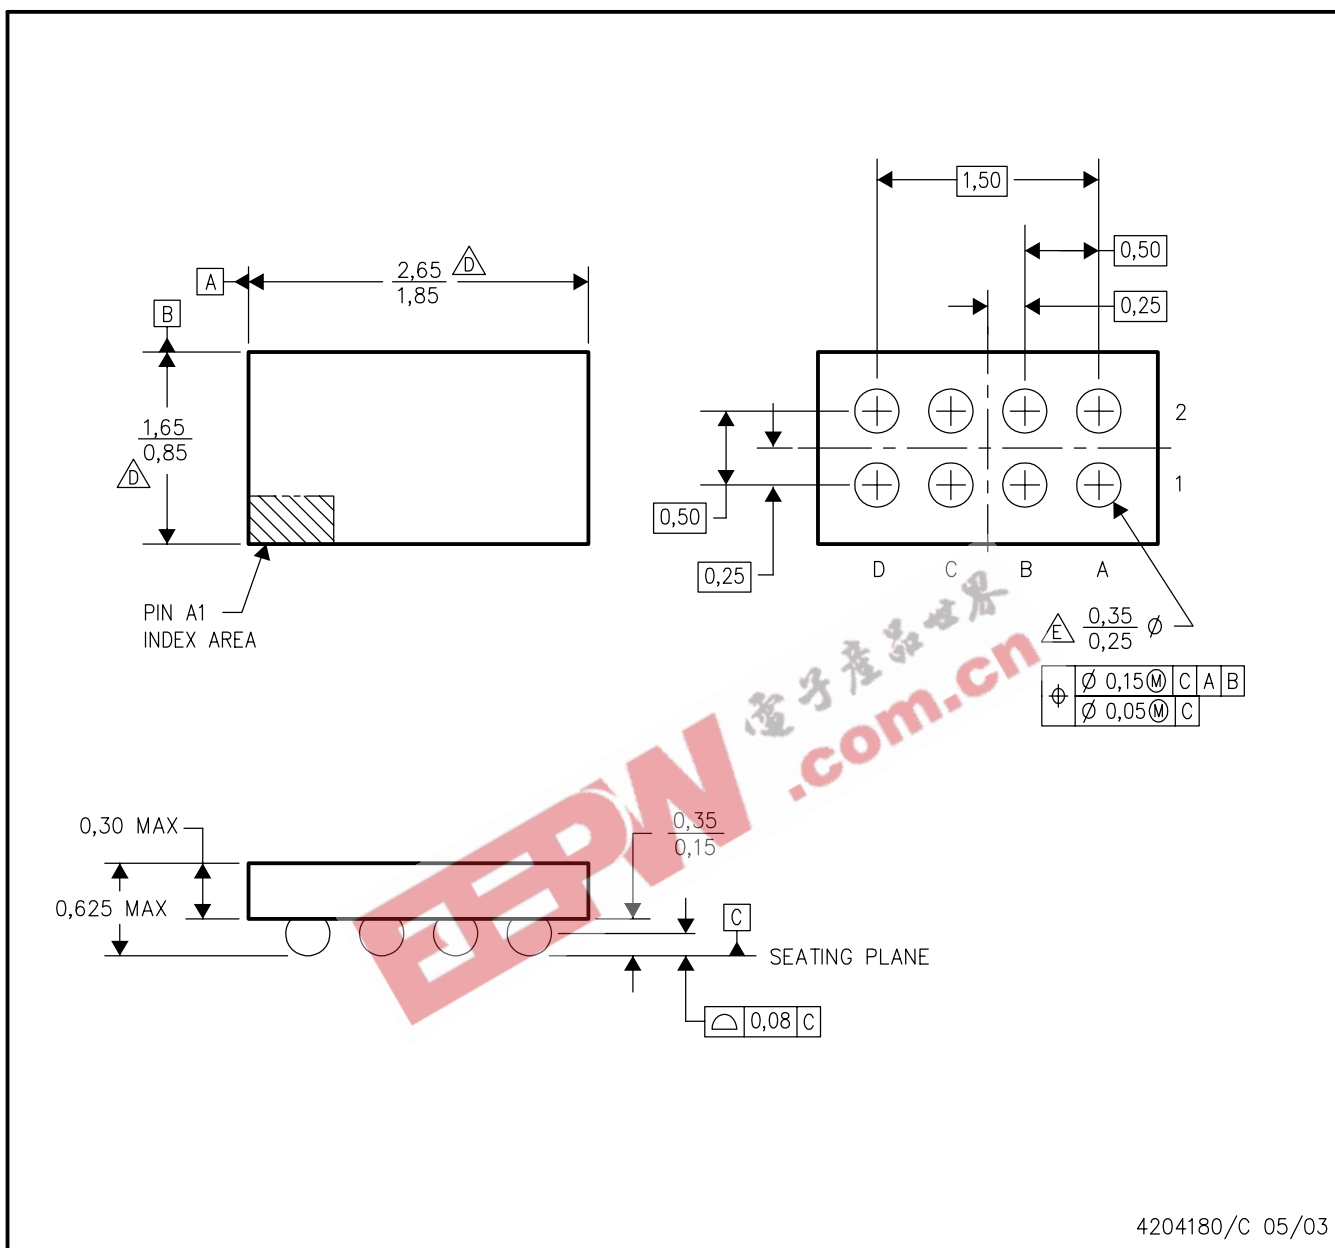 1,50
0,50
0,25
A
2,65
1,85
D
B
1,65
0,85
D
2
1
0,50
0,25
D C B A
PIN A1
INDEX AREA
E 0,35
0,25 Ø
Ø 0,15 Ⓜ C A B
Ø 0,05 Ⓜ C
電子産品世界
EEPW.com.cn
0,30 MAX
0,625 MAX
0,35
0,15
C
SEATING PLANE
0,08 C
4204180/C 05/03